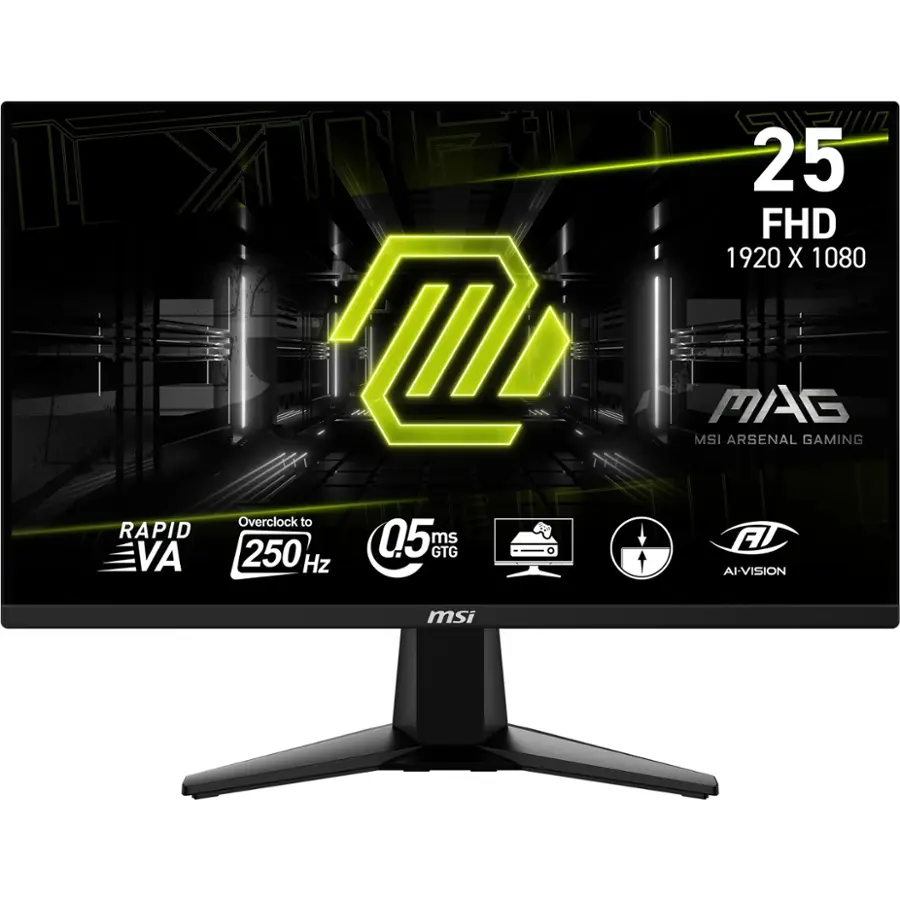 25
FHD
1920 X 1080
MAG
MSI ARSENAL GAMING
RAPID
VA
Overclock to
250Hz
0.5ms
GTG
AI
AI-VISION
msi